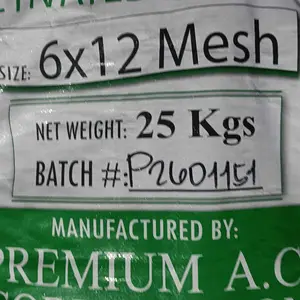 SIZE: 6x12 Mesh
NET WEIGHT: 25 Kgs
BATCH #: P2601151
MANUFACTURED BY:
PREMIUM A.C